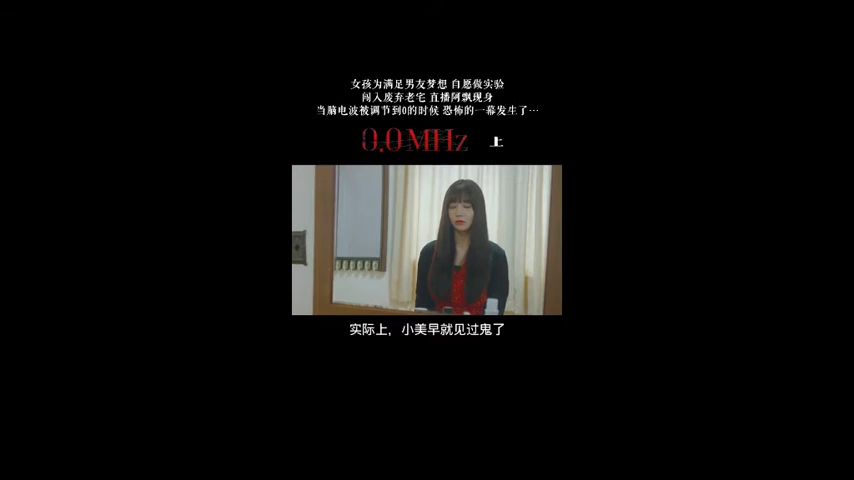 女孩为满足男友梦想 自愿做实验
闯入废弃老宅 直播阿飘现身
当脑电波被调节到0的时候 恐怖的一幕发生了…
0.0MHz 上
实际上，小美早就见过鬼了